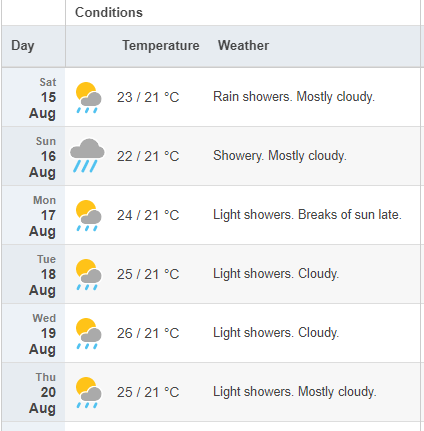 Conditions
Day Temperature Weather
Sat
15
Aug
23 / 21 °C Rain showers. Mostly cloudy.
Sun
16
Aug
22 / 21 °C Showery. Mostly cloudy.
Mon
17
Aug
24 / 21 °C Light showers. Breaks of sun late.
Tue
18
Aug
25 / 21 °C Light showers. Cloudy.
Wed
19
Aug
26 / 21 °C Light showers. Cloudy.
Thu
20
Aug
25 / 21 °C Light showers. Mostly cloudy.